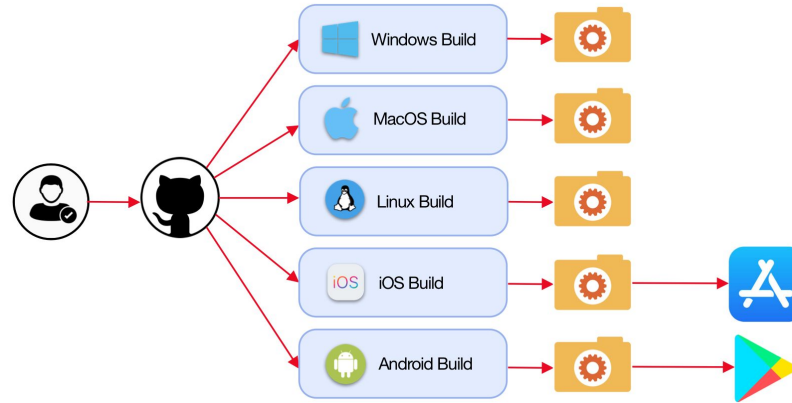 Windows Build
MacOS Build
Linux Build
iOS
iOS Build
Android Build